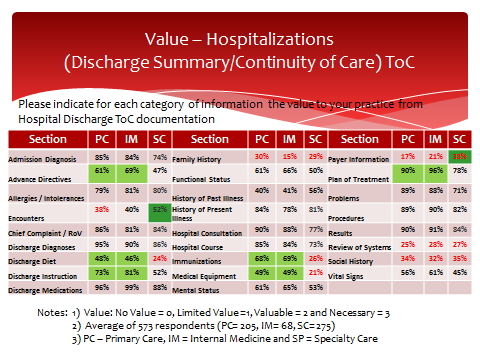 Value – Hospitalizations
(Discharge Summary/Continuity of Care) ToC
Please indicate for each category of information the value to your practice from
Hospital Discharge ToC documentation
Section PC IM SC Section PC IM SC Section PC IM SC
Admission Diagnosis 85% 84% 74% Family History 30% 15% 29% Payer Information 17% 21% 38%
Advance Directives 61% 69% 47% Functional Status 61% 66% 50% Plan of Treatment 90% 96% 78%
Allergies / Intolerances 79% 81% 80% History of Past Illness 40% 41% 56% Problems 89% 88% 71%
Encounters 38% 40% 52% History of Present Illness 84% 78% 81% Procedures 89% 90% 82%
Chief Complaint / RoV 86% 81% 84% Hospital Consultation 90% 88% 77% Results 90% 91% 84%
Discharge Diagnoses 95% 90% 86% Hospital Course 85% 84% 73% Review of Systems 25% 28% 27%
Discharge Diet 48% 46% 24% Immunizations 68% 69% 26% Social History 34% 32% 35%
Discharge Instruction 73% 81% 52% Medical Equipment 49% 49% 21% Vital Signs 56% 61% 45%
Discharge Medications 96% 99% 88% Mental Status 61% 65% 53%
Notes: 1) Value: No Value = 0, Limited Value =1, Valuable = 2 and Necessary = 3
2) Average of 573 respondents (PC= 205, IM= 68, SC=275)
3) PC – Primary Care, IM = Internal Medicine and SP = Specialty Care